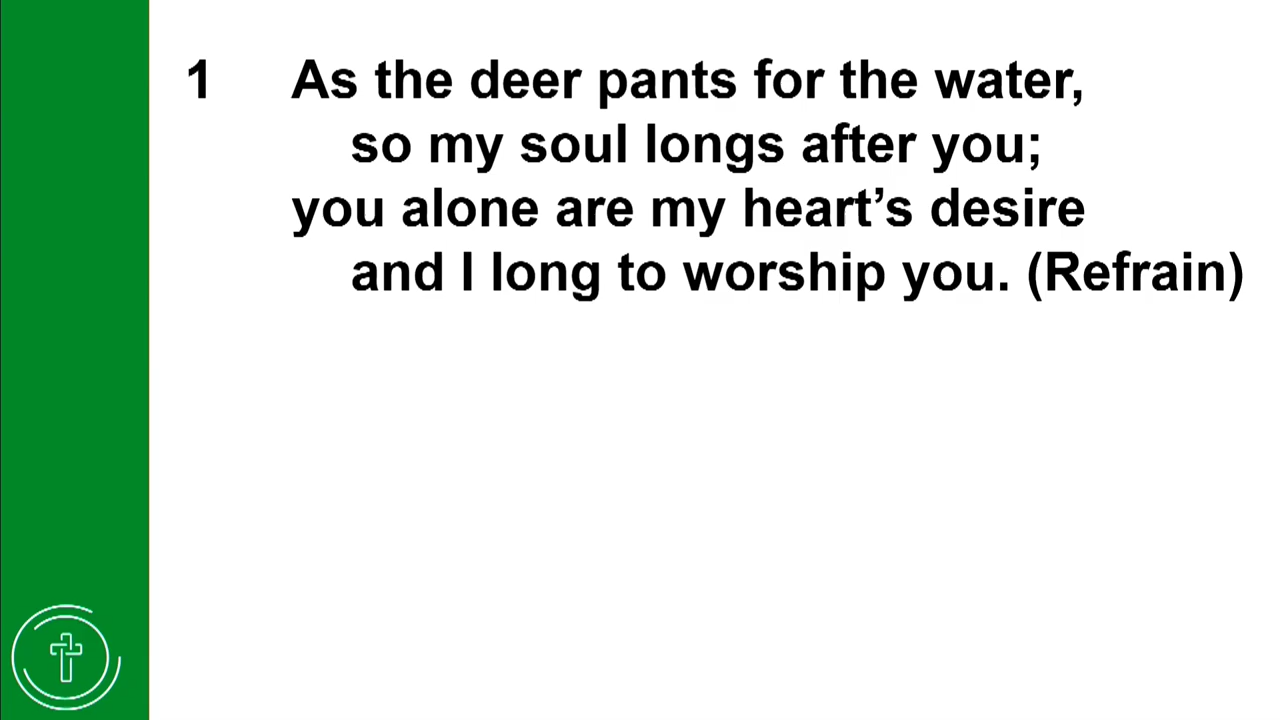 1 As the deer pants for the water,
so my soul longs after you;
you alone are my heart’s desire
and I long to worship you. (Refrain)